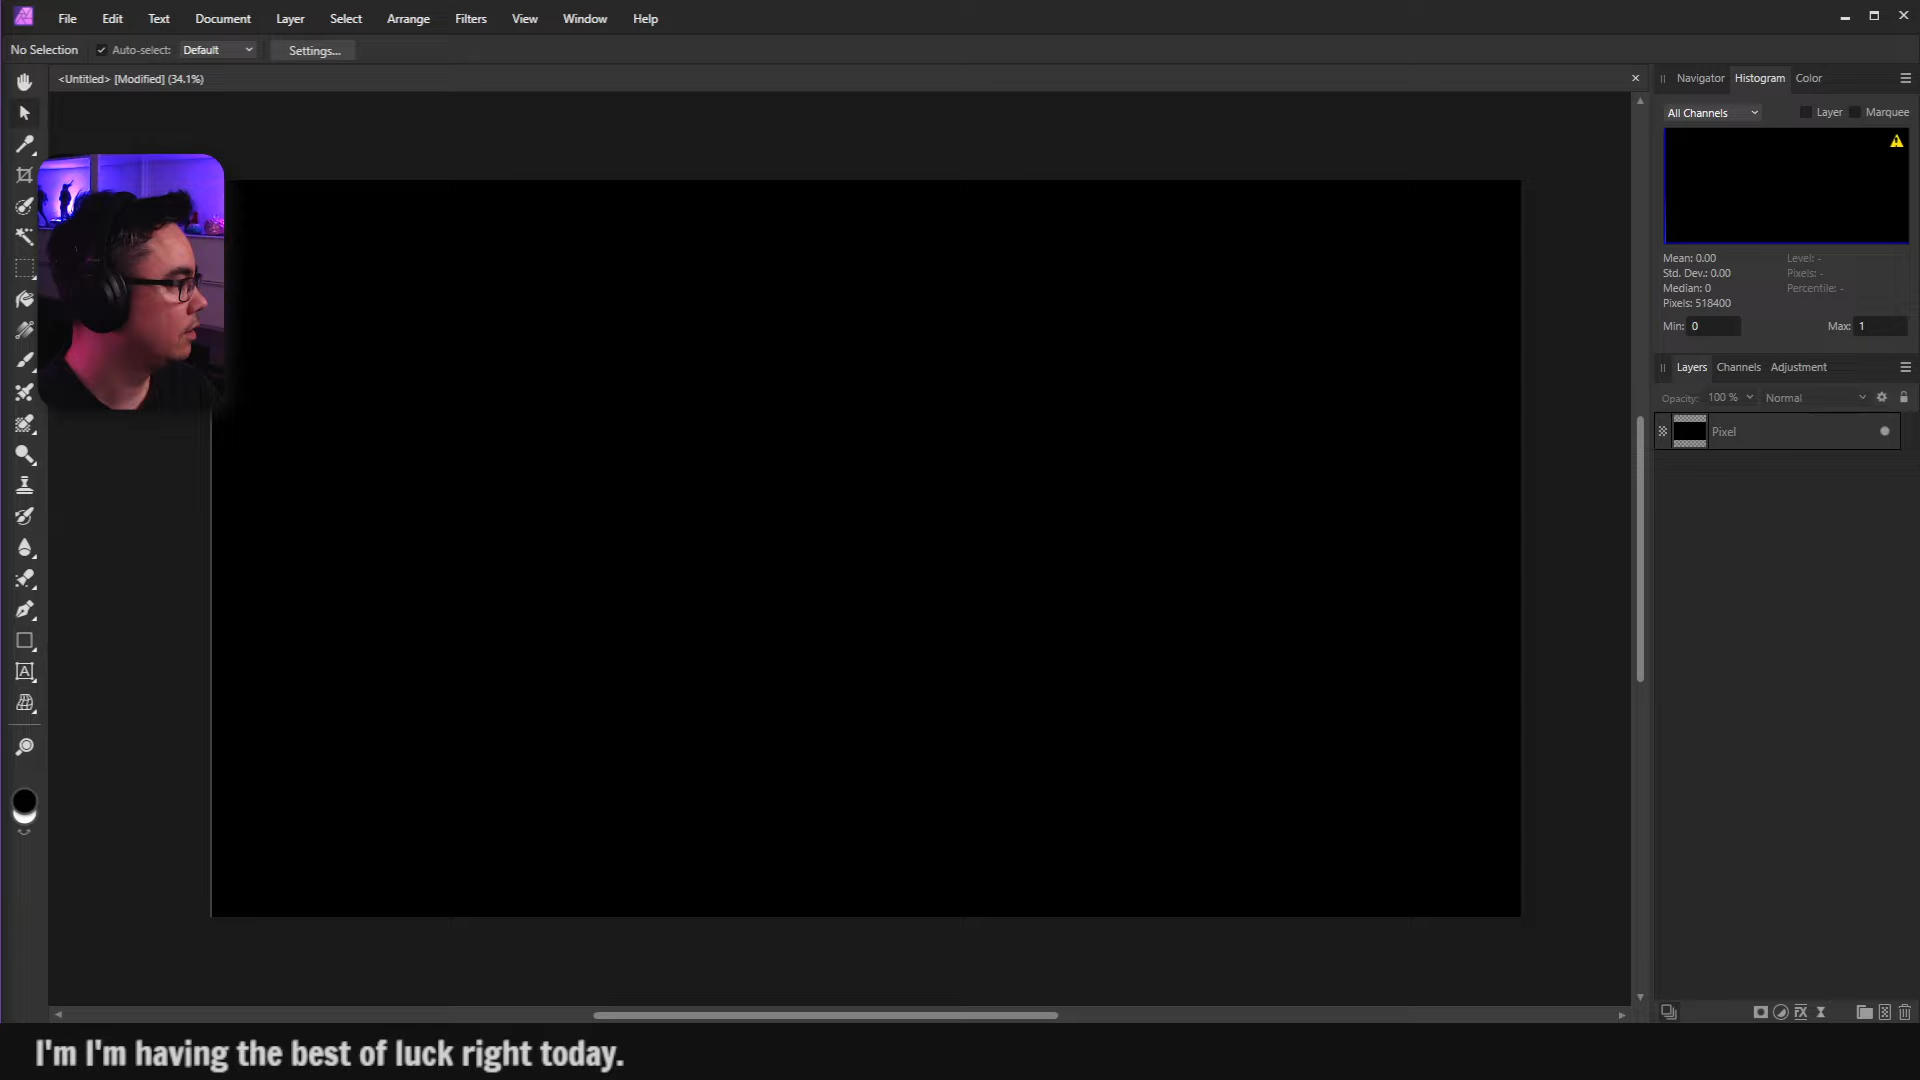 File Edit Text Document Layer Select Arrange Filters View Window Help
No Selection Auto-select: Default Settings...
<Untitled> [Modified] (34.1%)
Navigator Histogram Color
All Channels Layer Marquee
Mean: 0.00 Level: -
Std. Dev.: 0.00 Pixels: -
Median: 0 Percentile: -
Pixels: 518400
Min: 0 Max: 1
Layers Channels Adjustment
Opacity: 100 % Normal
Pixel
I'm I'm having the best of luck right today.